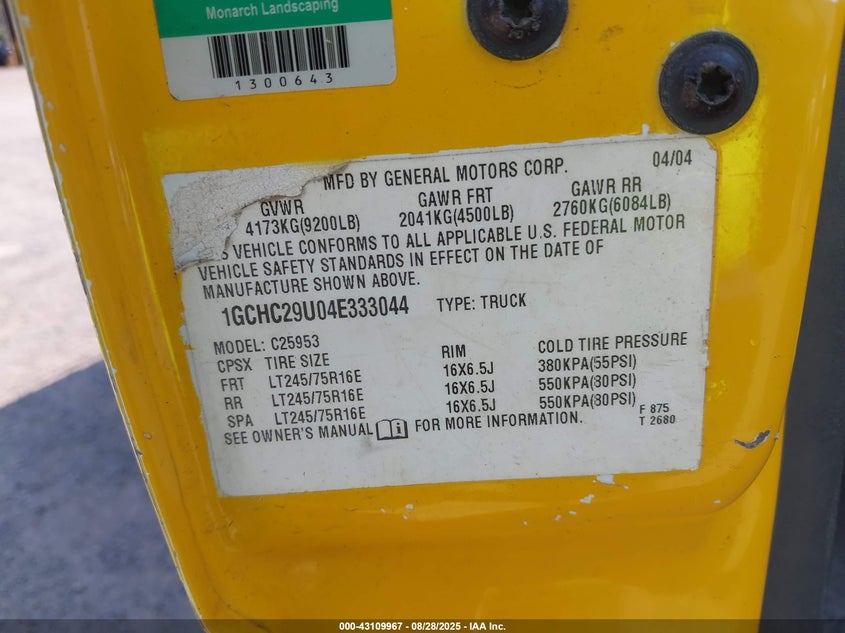 Monarch Landscaping
1300643
MFD BY GENERAL MOTORS CORP. 04/04
GVWR GAWR FRT GAWR RR
4173KG(9200LB) 2041KG(4500LB) 2760KG(6084LB)
S VEHICLE CONFORMS TO ALL APPLICABLE U.S. FEDERAL MOTOR
VEHICLE SAFETY STANDARDS IN EFFECT ON THE DATE OF
MANUFACTURE SHOWN ABOVE.
1GCHC29U04E333044 TYPE: TRUCK
MODEL: C25953
CPSX TIRE SIZE RIM COLD TIRE PRESSURE
FRT LT245/75R16E 16X6.5J 380KPA(55PSI)
RR LT245/75R16E 16X6.5J 550KPA(80PSI)
SPA LT245/75R16E 16X6.5J 550KPA(80PSI)
SEE OWNER'S MANUAL i FOR MORE INFORMATION.
F 875
T 2680
000-43109967 - 08/28/2025 - IAA Inc.